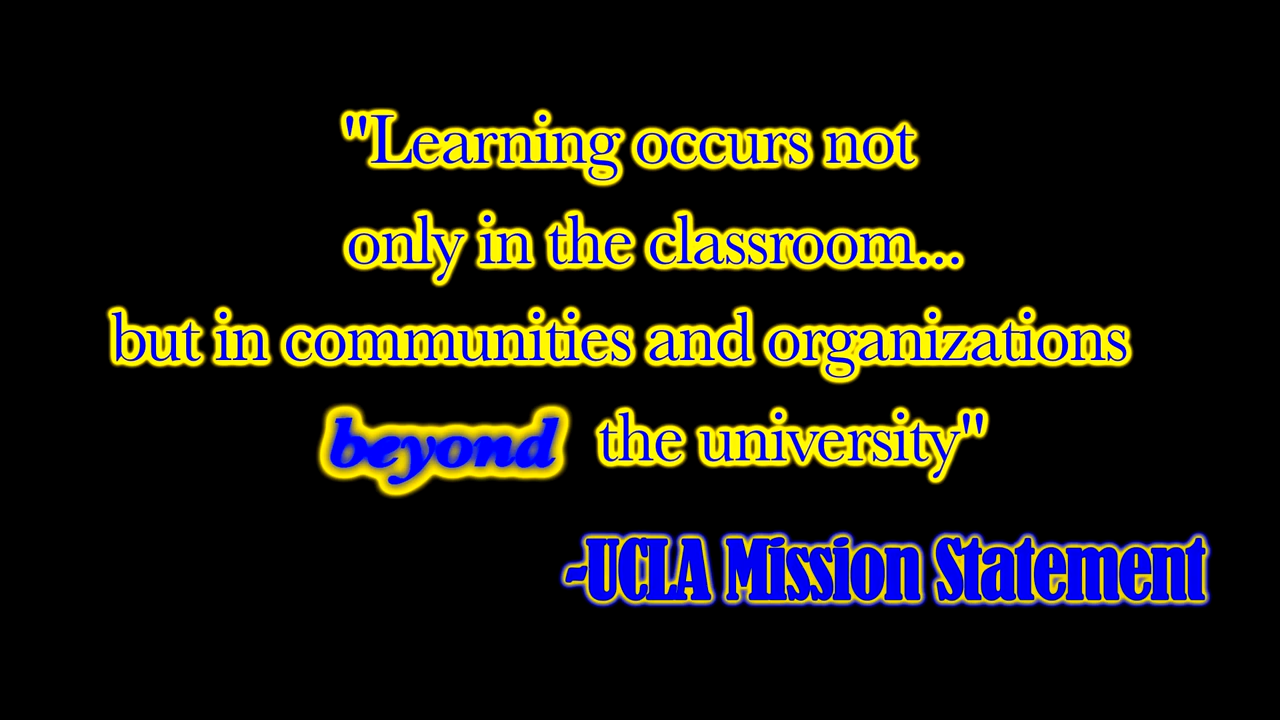 "Learning occurs not
only in the classroom...
but in communities and organizations
beyond the university"
-UCLA Mission Statement